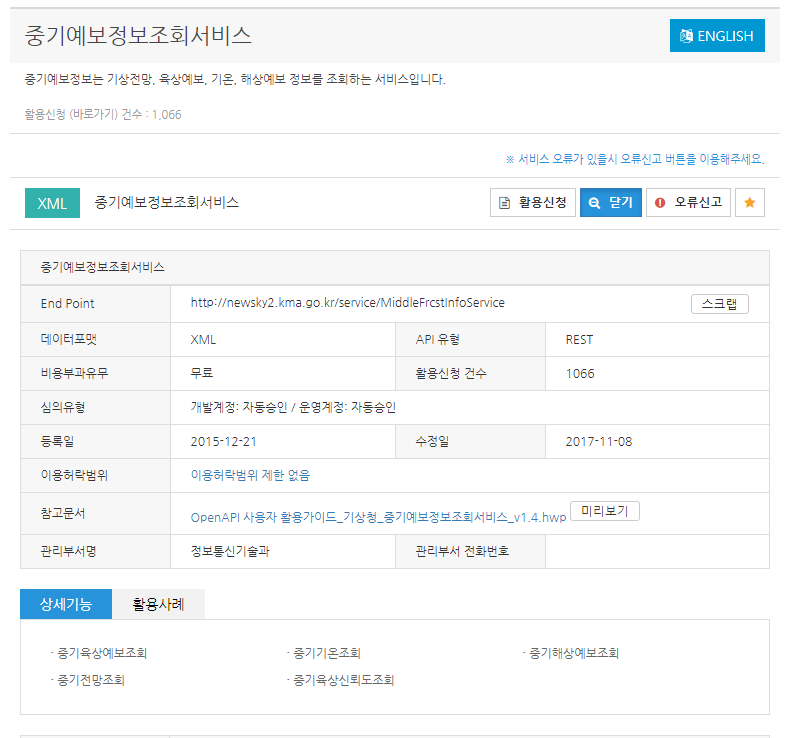 중기예보정보조회서비스 ENGLISH
중기예보정보는 기상전망, 육상예보, 기온, 해상예보 정보를 조회하는 서비스입니다.
활용신청 (바로가기) 건수 : 1,066
※ 서비스 오류가 있을시 오류신고 버튼을 이용해주세요.
XML 중기예보정보조회서비스 활용신청 닫기 오류신고
중기예보정보조회서비스
End Point http://newsky2.kma.go.kr/service/MiddleFrcstInfoService 스크랩
데이터포맷 XML API 유형 REST
비용부과유무 무료 활용신청 건수 1066
심의유형 개발계정: 자동승인 / 운영계정: 자동승인
등록일 2015-12-21 수정일 2017-11-08
이용허락범위 이용허락범위 제한 없음
참고문서 OpenAPI 사용자 활용가이드_기상청_중기예보정보조회서비스_v1.4.hwp 미리보기
관리부서명 정보통신기술과 관리부서 전화번호
상세기능 활용사례
· 중기육상예보조회 · 중기기온조회 · 중기해상예보조회
· 중기전망조회 · 중기육상신뢰도조회